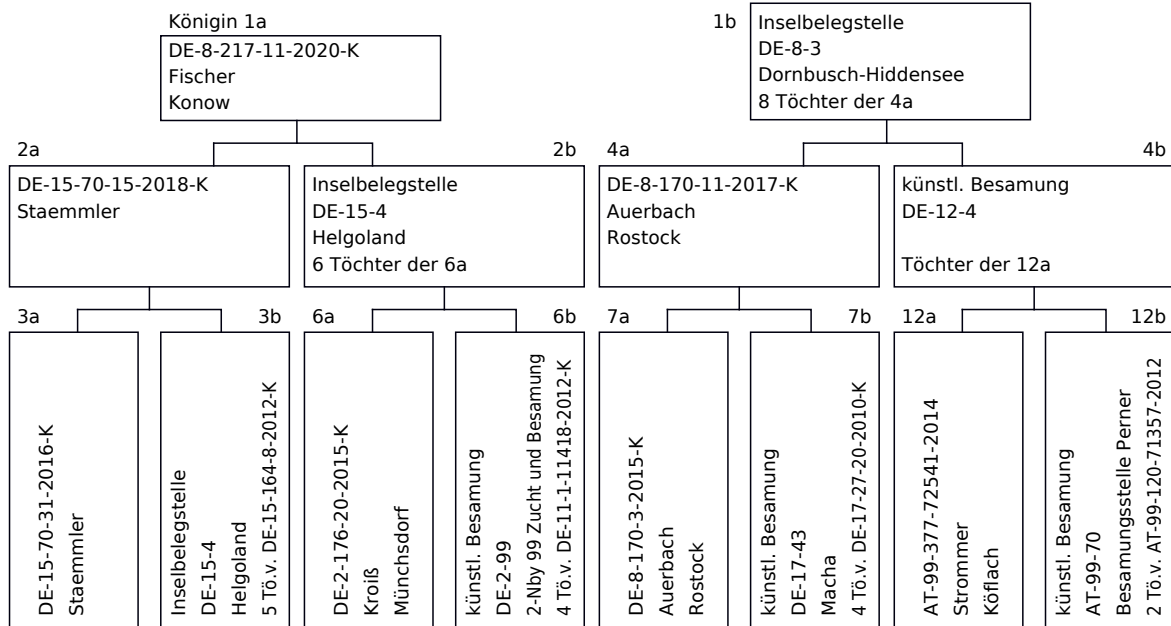 Königin 1a
DE-8-217-11-2020-K
Fischer
Konow
1b
Inselbelegstelle
DE-8-3
Dornbusch-Hiddensee
8 Töchter der 4a
2a
DE-15-70-15-2018-K
Staemmler
2b
Inselbelegstelle
DE-15-4
Helgoland
6 Töchter der 6a
4a
DE-8-170-11-2017-K
Auerbach
Rostock
4b
künstl. Besamung
DE-12-4
Töchter der 12a
3a
DE-15-70-31-2016-K
Staemmler
3b
Inselbelegstelle
DE-15-4
Helgoland
5 Tö.v. DE-15-164-8-2012-K
6a
DE-2-176-20-2015-K
Kroiß
Münchsdorf
6b
künstl. Besamung
DE-2-99
2-Nby 99 Zucht und Besamung
4 Tö.v. DE-11-1-11418-2012-K
7a
DE-8-170-3-2015-K
Auerbach
Rostock
7b
künstl. Besamung
DE-17-43
Macha
4 Tö.v. DE-17-27-20-2010-K
12a
AT-99-377-72541-2014
Strommer
Köflach
12b
künstl. Besamung
AT-99-70
Besamungsstelle Perner
2 Tö.v. AT-99-120-71357-2012